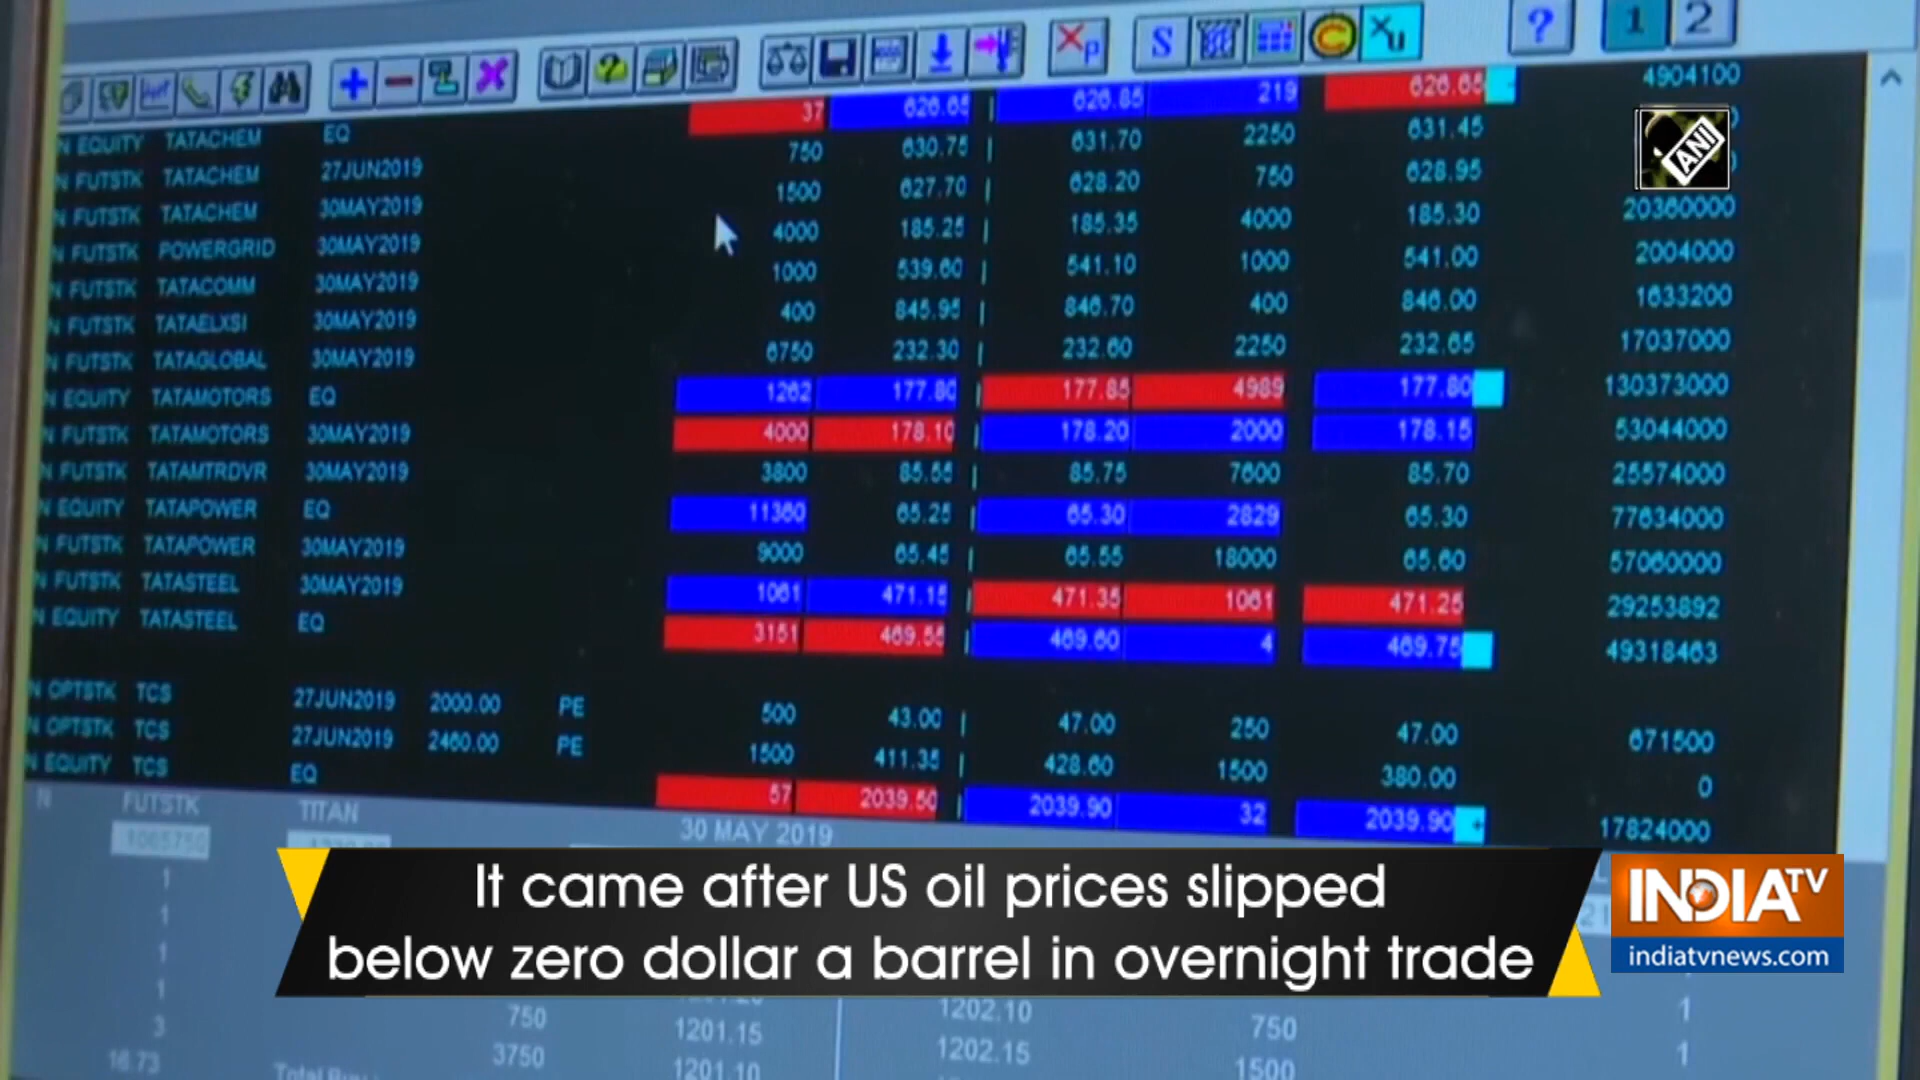 1 2
N EQUITY TATACHEM EQ 37 626.65 626.85 219 626.65 4904100
N FUTSTK TATACHEM 27JUN2019 750 630.75 631.70 2250 631.45
N FUTSTK TATACHEM 30MAY2019 1500 627.70 628.20 750 628.95
N FUTSTK POWERGRID 30MAY2019 4000 185.25 185.35 4000 185.30 20360000
N FUTSTK TATACOMM 30MAY2019 1000 539.60 541.10 1000 541.00 2004000
N FUTSTK TATAELXSI 30MAY2019 400 845.95 846.70 400 846.00 1633200
N FUTSTK TATAGLOBAL 30MAY2019 6750 232.30 232.60 2250 232.65 17037000
N EQUITY TATAMOTORS EQ 1262 177.80 177.85 4989 177.80 130373000
N FUTSTK TATAMOTORS 30MAY2019 4000 178.10 178.20 2000 178.15 53044000
N FUTSTK TATAMTRDVR 30MAY2019 3800 85.55 85.75 7600 85.70 25574000
N EQUITY TATAPOWER EQ 11360 65.25 65.30 2829 65.30 77634000
N FUTSTK TATAPOWER 30MAY2019 9000 65.45 65.55 18000 65.60 57060000
N FUTSTK TATASTEEL 30MAY2019 1061 471.15 471.35 1061 471.25 29253892
N EQUITY TATASTEEL EQ 3151 469.55 469.60 4 469.75 49318463
N OPTSTK TCS 27JUN2019 2000.00 PE 500 43.00 47.00 250 47.00 671500
N OPTSTK TCS 27JUN2019 2460.00 PE 1500 411.35 428.60 1500 380.00 0
N EQUITY TCS EQ 57 2039.50 2039.90 32 2039.90 17824000
N FUTSTK TITAN 30 MAY 2019
1065750
1
1
1
1 1202.10 1
3 750 1201.15 1202.15 750 1
16.73 3750 1201.10 1500
ANI
It came after US oil prices slipped
below zero dollar a barrel in overnight trade
INDIA TV
indiatvnews.com